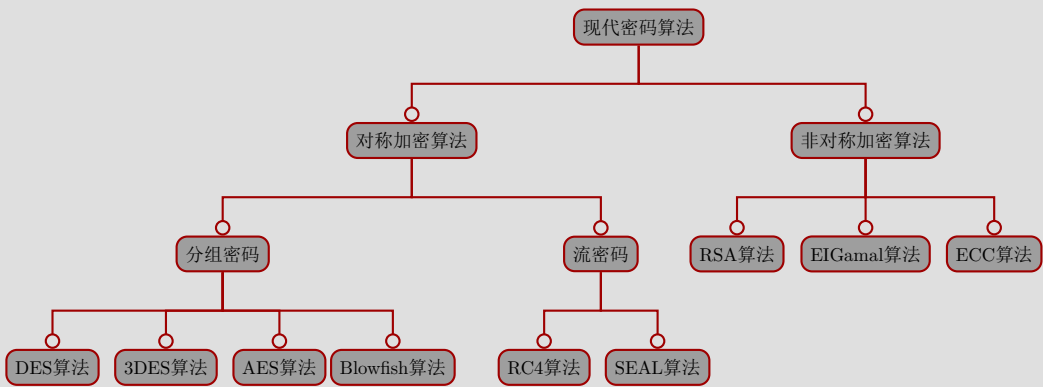 现代密码算法
对称加密算法
非对称加密算法
分组密码
流密码
RSA算法
EIGamal算法
ECC算法
DES算法
3DES算法
AES算法
Blowfish算法
RC4算法
SEAL算法